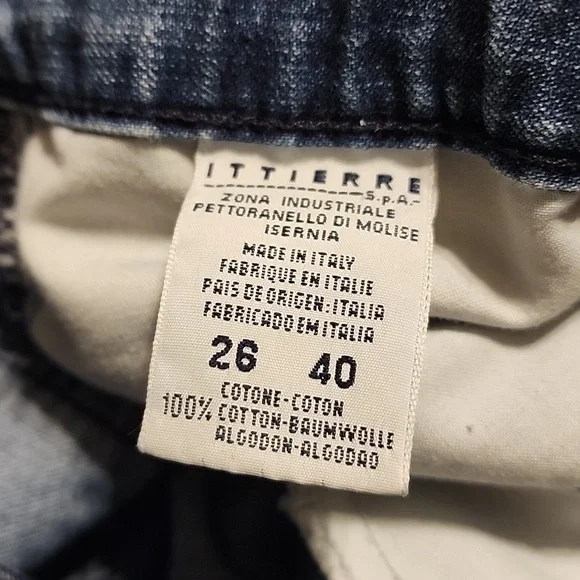 ITTIERRE
S.p.A.
ZONA INDUSTRIALE
PETTORANELLO DI MOLISE
ISERNIA
MADE IN ITALY
FABRIQUE EN ITALIE
PAIS DE ORIGEN:ITALIA
FABRICADO EM ITALIA
26 40
COTONE-COTON
100% COTTON-BAUMWOLLE
ALGODON-ALGODAO